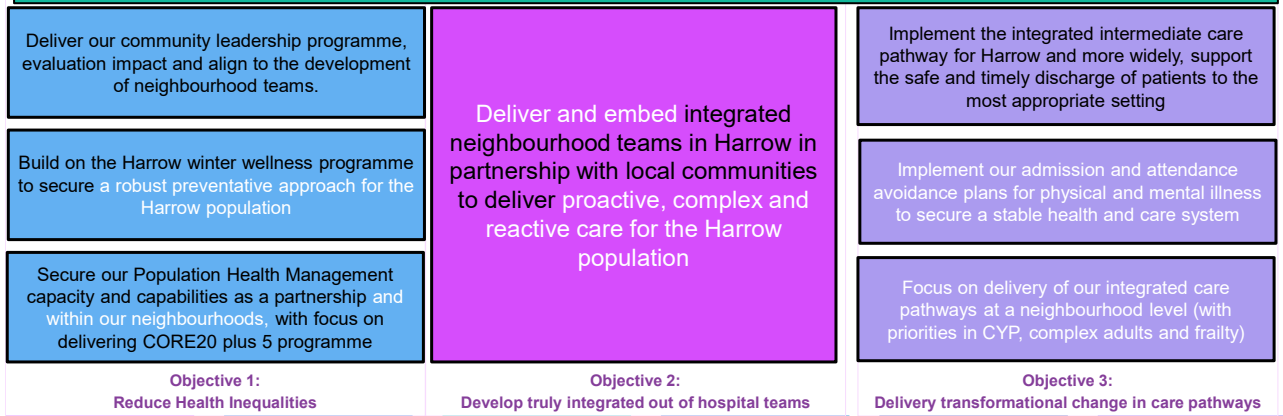 Deliver our community leadership programme,
evaluation impact and align to the development
of neighbourhood teams.
Build on the Harrow winter wellness programme
to secure a robust preventative approach for the
Harrow population
Secure our Population Health Management
capacity and capabilities as a partnership and
within our neighbourhoods, with focus on
delivering CORE20 plus 5 programme
Objective 1:
Reduce Health Inequalities
Deliver and embed integrated
neighbourhood teams in Harrow in
partnership with local communities
to deliver proactive, complex and
reactive care for the Harrow
population
Objective 2:
Develop truly integrated out of hospital teams
Implement the integrated intermediate care
pathway for Harrow and more widely, support
the safe and timely discharge of patients to the
most appropriate setting
Implement our admission and attendance
avoidance plans for physical and mental illness
to secure a stable health and care system
Focus on delivery of our integrated care
pathways at a neighbourhood level (with
priorities in CYP, complex adults and frailty)
Objective 3:
Delivery transformational change in care pathways